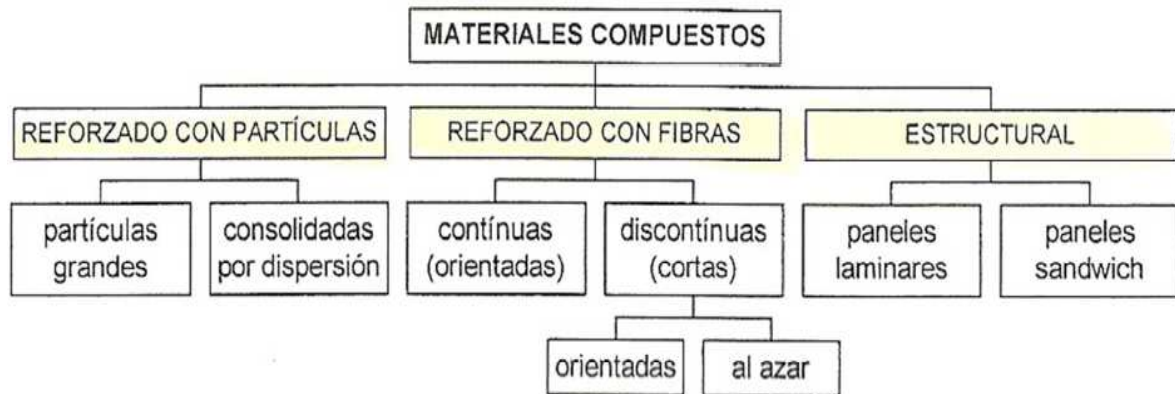 MATERIALES COMPUESTOS
REFORZADO CON PARTÍCULAS
REFORZADO CON FIBRAS
ESTRUCTURAL
partículas
grandes
consolidadas
por dispersión
contínuas
(orientadas)
discontínuas
(cortas)
paneles
laminares
paneles
sandwich
orientadas
al azar